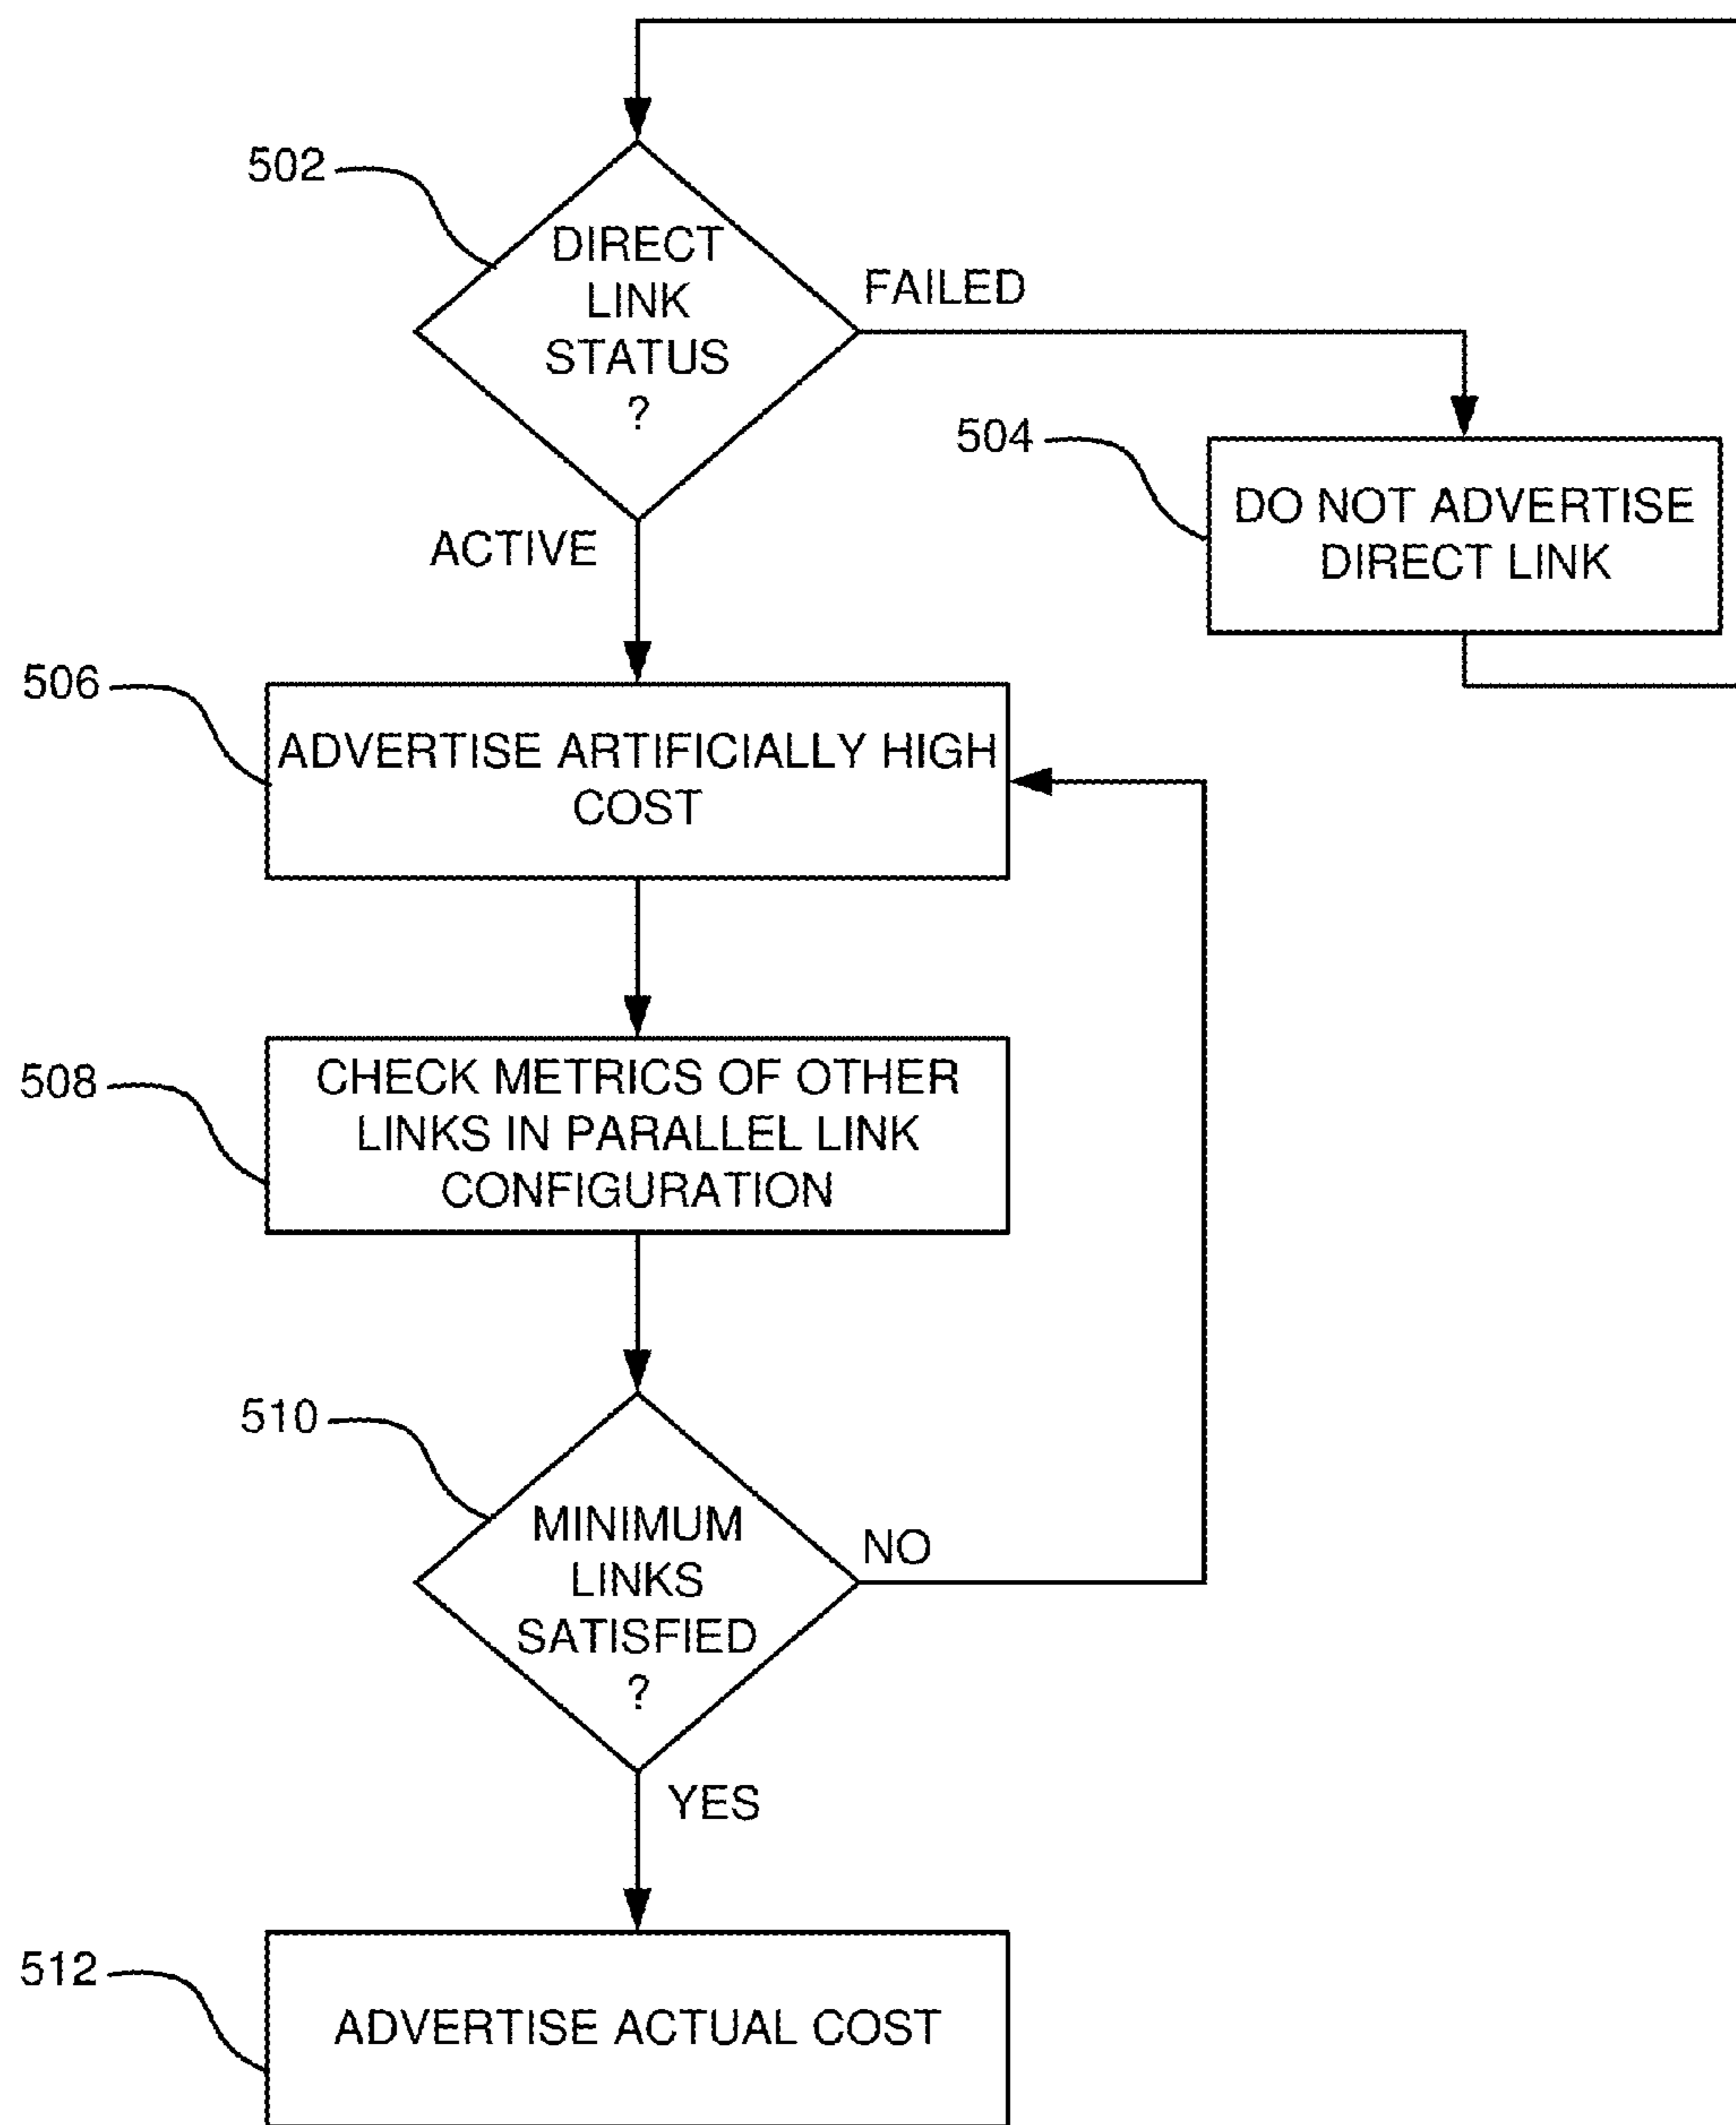 502
DIRECT
LINK
STATUS
?
FAILED
ACTIVE
504
DO NOT ADVERTISE
DIRECT LINK
506
ADVERTISE ARTIFICIALLY HIGH
COST
508
CHECK METRICS OF OTHER
LINKS IN PARALLEL LINK
CONFIGURATION
510
MINIMUM
LINKS
SATISFIED
?
NO
YES
512
ADVERTISE ACTUAL COST